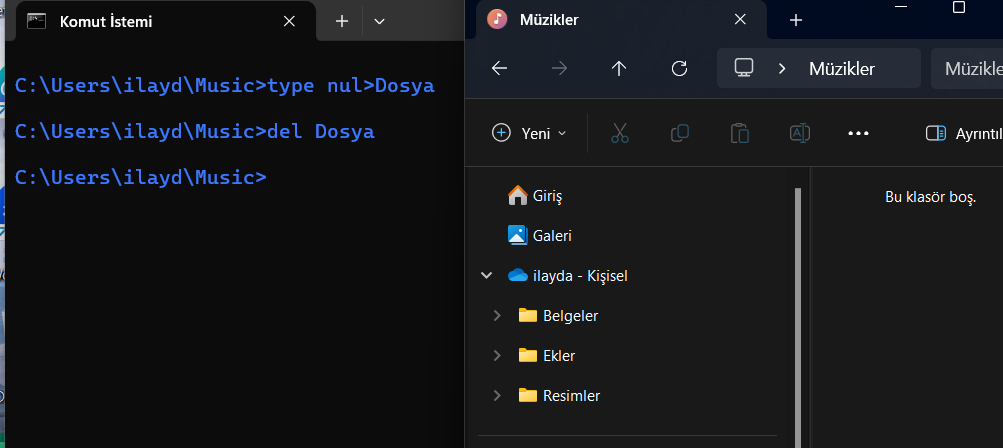 Komut İstemi
C:\Users\ilayd\Music>type nul>Dosya
C:\Users\ilayd\Music>del Dosya
C:\Users\ilayd\Music>
Müzikler
Müzikler
Müzikle
Yeni
Ayrıntıl
Giriş
Galeri
ilayda - Kişisel
Belgeler
Ekler
Resimler
Bu klasör boş.